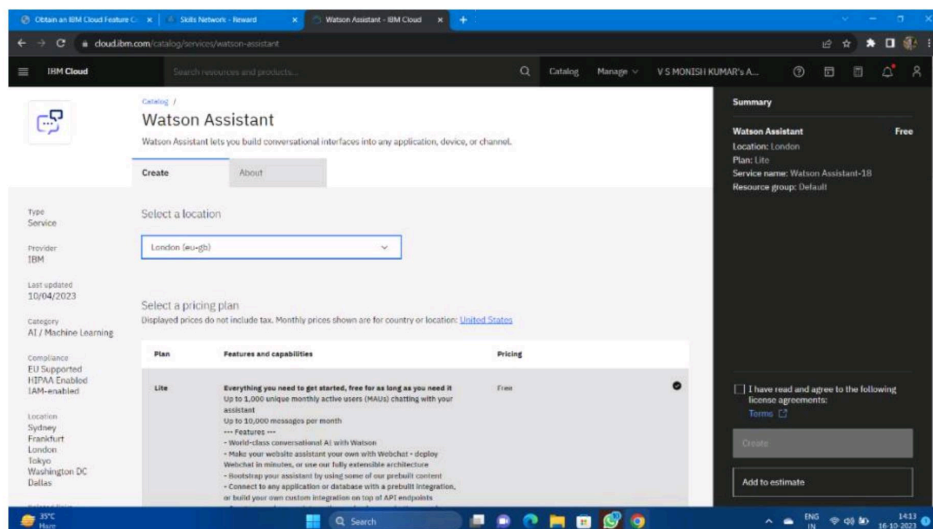 Obtain an IBM Cloud Feature C
Skills Network - Reward
Watson Assistant - IBM Cloud
cloud.ibm.com/catalog/services/watson-assistant
IBM Cloud
Search resources and products...
Catalog
Manage
V S MONISH KUMAR's A...
Catalog /
Watson Assistant
Watson Assistant lets you build conversational interfaces into any application, device, or channel.
Create
About
Type
Service
Provider
IBM
Last updated
10/04/2023
Category
AI / Machine Learning
Compliance
EU Supported
HIPAA Enabled
IAM-enabled
Location
Sydney
Frankfurt
London
Tokyo
Washington DC
Dallas
Select a location
London (eu-gb)
Select a pricing plan
Displayed prices do not include tax. Monthly prices shown are for country or location: United States
Plan
Features and capabilities
Pricing
Lite
Everything you need to get started, free for as long as you need it
Free
Up to 1,000 unique monthly active users (MAUs) chatting with your
assistant
Up to 10,000 messages per month
--- Features ---
- World-class conversational AI with Watson
- Make your website assistant your own with Webchat - deploy
Webchat in minutes, or use our fully extensible architecture
- Bootstrap your assistant by using some of our prebuilt content
- Connect to any application or database with a prebuilt integration,
or build your own custom integration on top of API endpoints
Summary
Watson Assistant
Free
Location: London
Plan: Lite
Service name: Watson Assistant-18
Resource group: Default
I have read and agree to the following
license agreements:
Terms
Create
Add to estimate
35°C
Haze
Search
ENG
IN
14:13
16-10-2023